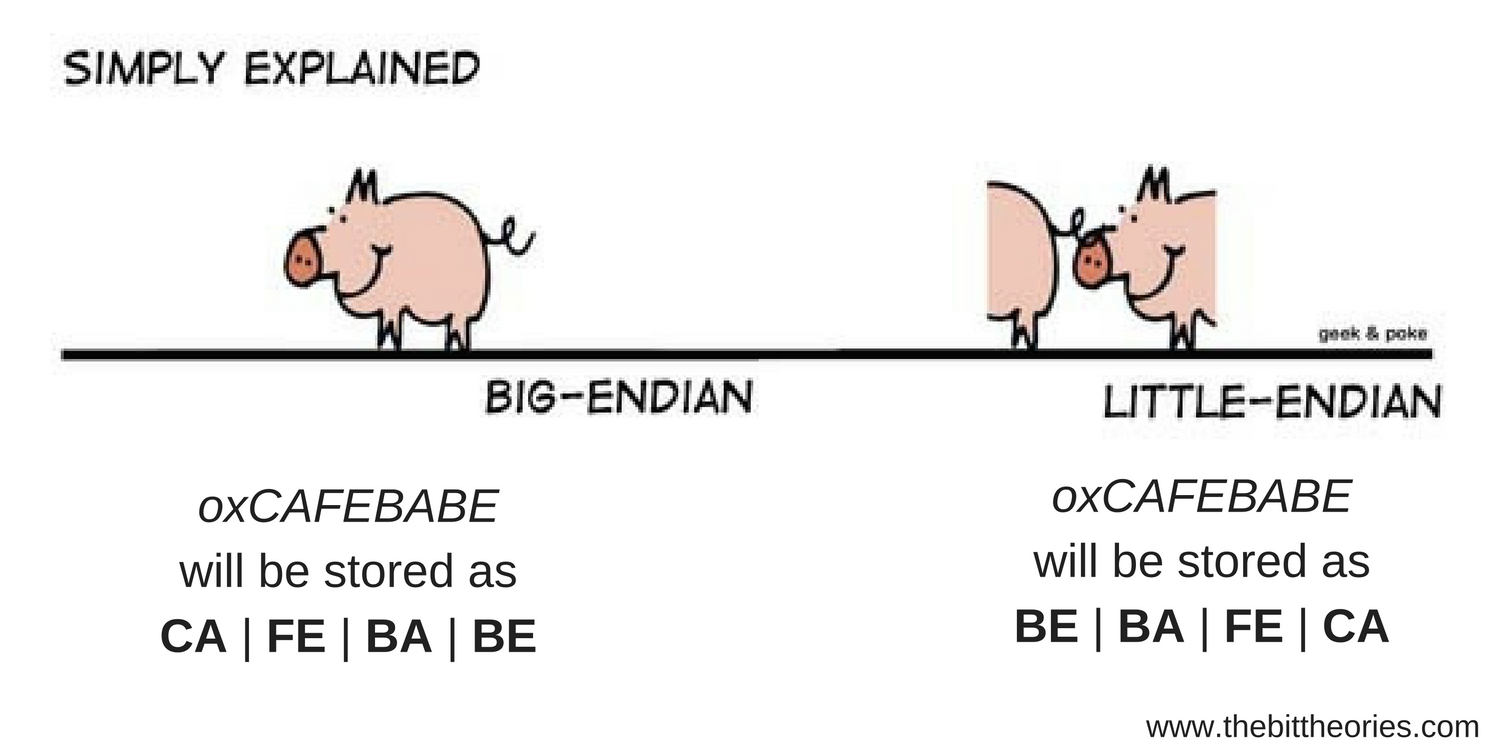 SIMPLY EXPLAINED
geek & poke
BIG-ENDIAN
LITTLE-ENDIAN
oxCAFEBABE
will be stored as
CA | FE | BA | BE
oxCAFEBABE
will be stored as
BE | BA | FE | CA
www.thebittheories.com